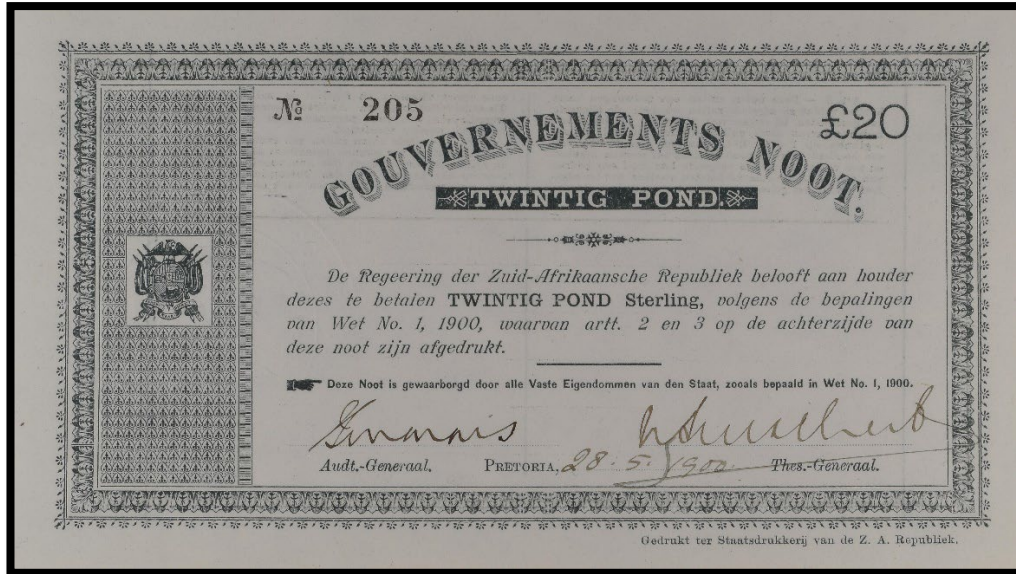 № 205 £20
GOUVERNEMENTS NOOT.
TWINTIG POND.
De Regeering der Zuid-Afrikaansche Republiek belooft aan houder
dezes te betalen TWINTIG POND Sterling, volgens de bepalingen
van Wet No. 1, 1900, waarvan artt. 2 en 3 op de achterzijde van
deze noot zijn afgedrukt.
Deze Noot is gewaarborgd door alle Vaste Eigendommen van den Staat, zooals bepaald in Wet No. 1, 1900.
Audt.-Generaal. PRETORIA, 28.5.1900. Thes.-Generaal.
Gedrukt ter Staatsdrukkerij van de Z. A. Republiek.